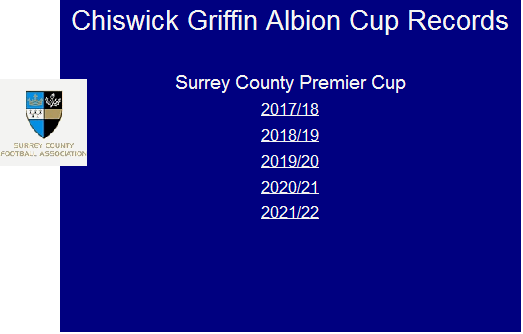 Chiswick Griffin Albion Cup Records
Surrey County Premier Cup
2017/18
2018/19
2019/20
2020/21
2021/22
SURREY COUNTY
FOOTBALL ASSOCIATION